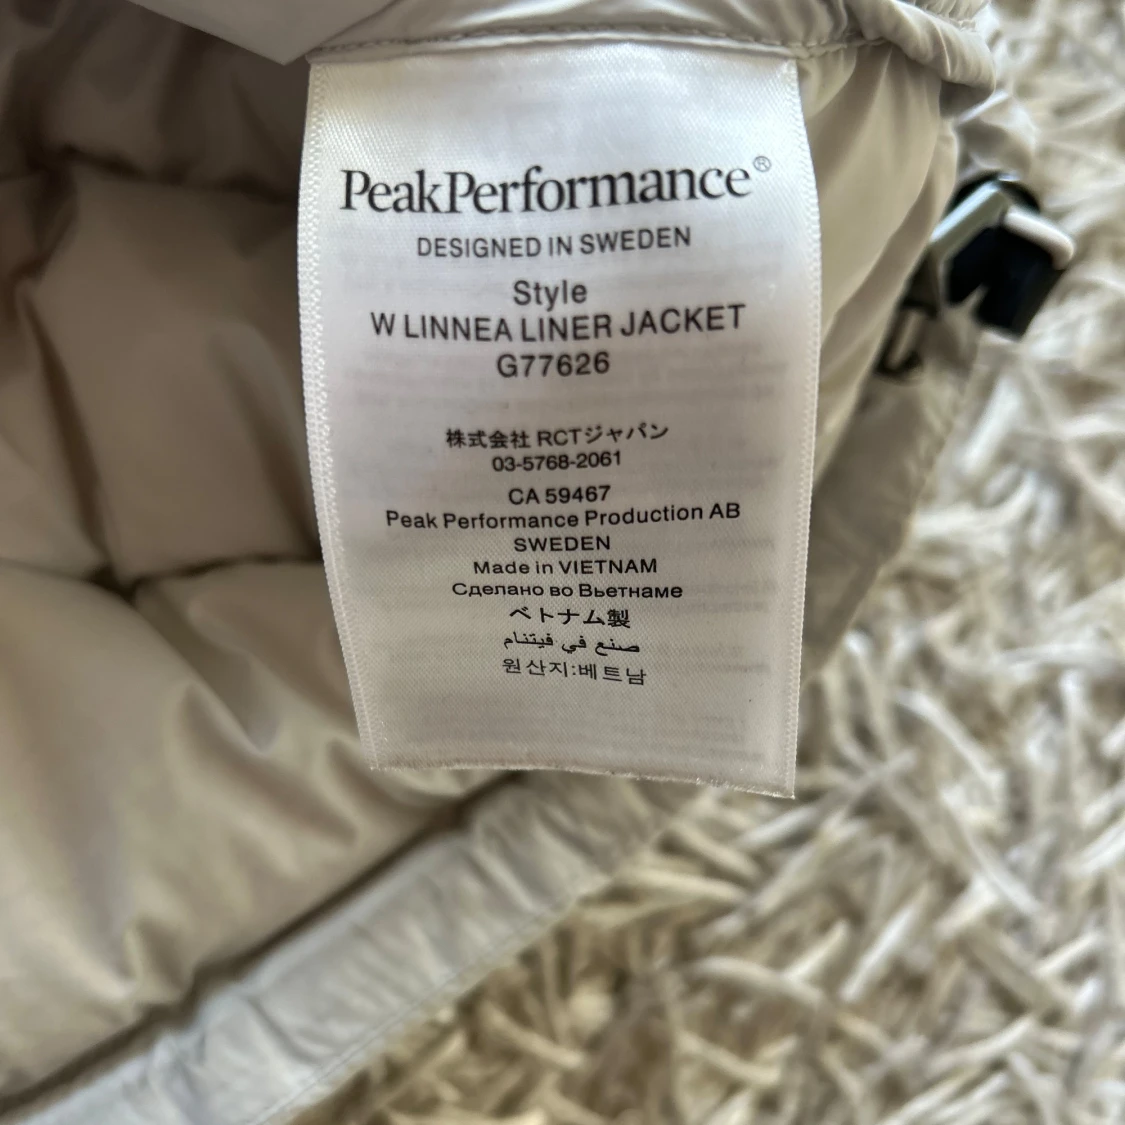 PeakPerformance®
DESIGNED IN SWEDEN
Style
W LINNEA LINER JACKET
G77626
株式会社 RCTジャパン
03-5768-2061
CA 59467
Peak Performance Production AB
SWEDEN
Made in VIETNAM
Сделано во Вьетнаме
ベトナム製
صنع في فيتنام
원산지:베트남